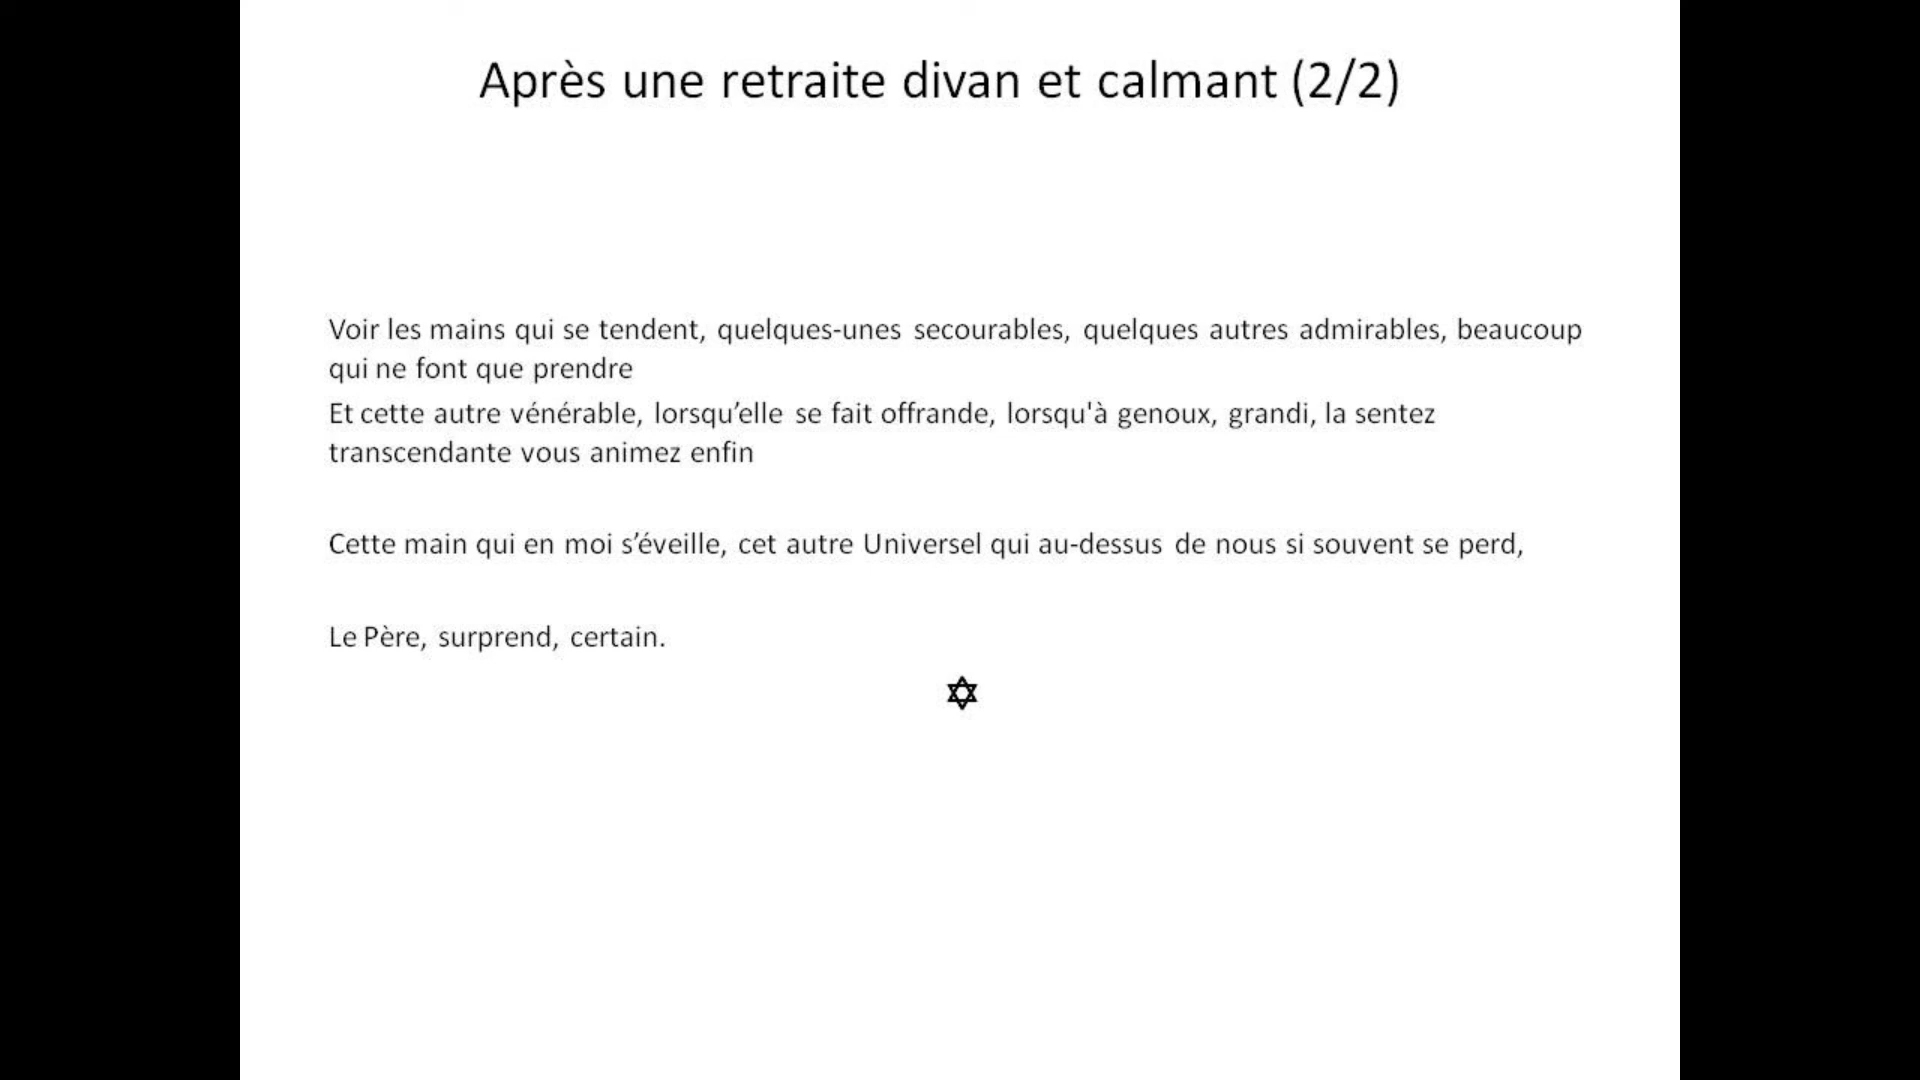 Après une retraite divan et calmant (2/2)
Voir les mains qui se tendent, quelques-unes secourables, quelques autres admirables, beaucoup
qui ne font que prendre
Et cette autre vénérable, lorsqu’elle se fait offrande, lorsqu'à genoux, grandi, la sentez
transcendante vous animez enfin
Cette main qui en moi s’éveille, cet autre Universel qui au-dessus de nous si souvent se perd,
Le Père, surprend, certain.
✡